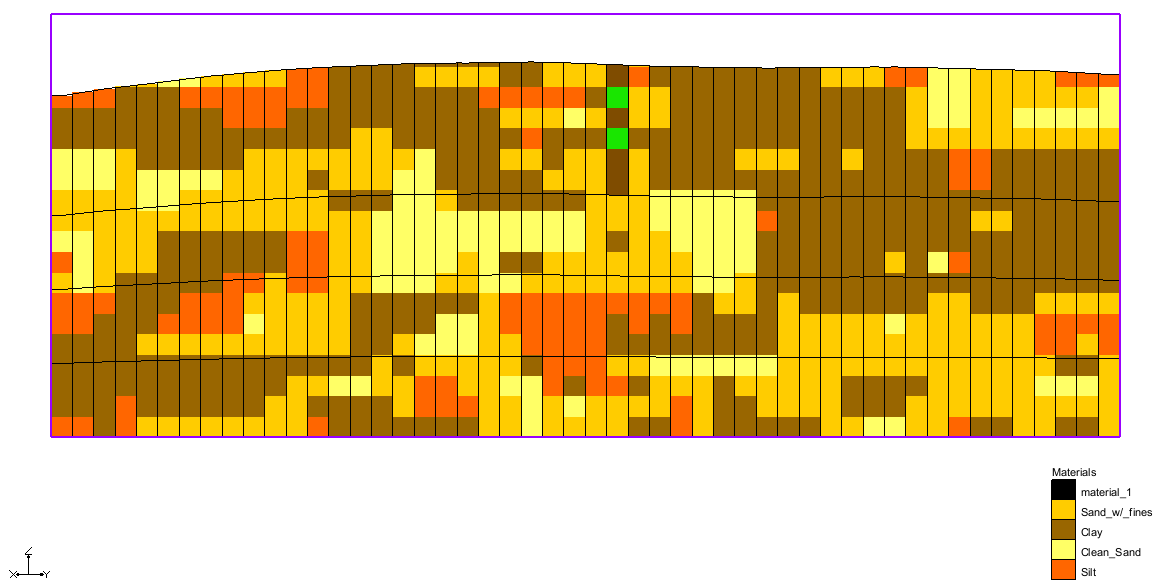 Materials
material_1
Sand_w/_fines
Clay
Clean_Sand
Silt
Z
X Y